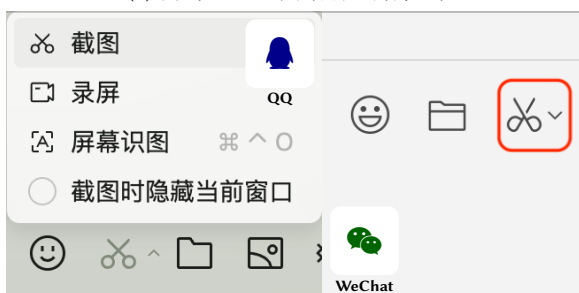 截图
录屏
屏幕识图 ⌘ ^ O
截图时隐藏当前窗口
QQ
WeChat